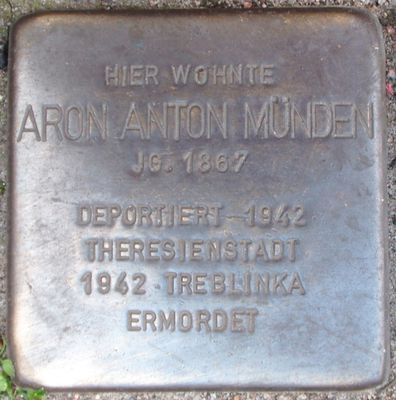 HIER WOHNTE
ARON ANTON MÜNDEN
JG. 1867
DEPORTIERT 1942
THERESIENSTADT
1942 TREBLINKA
ERMORDET